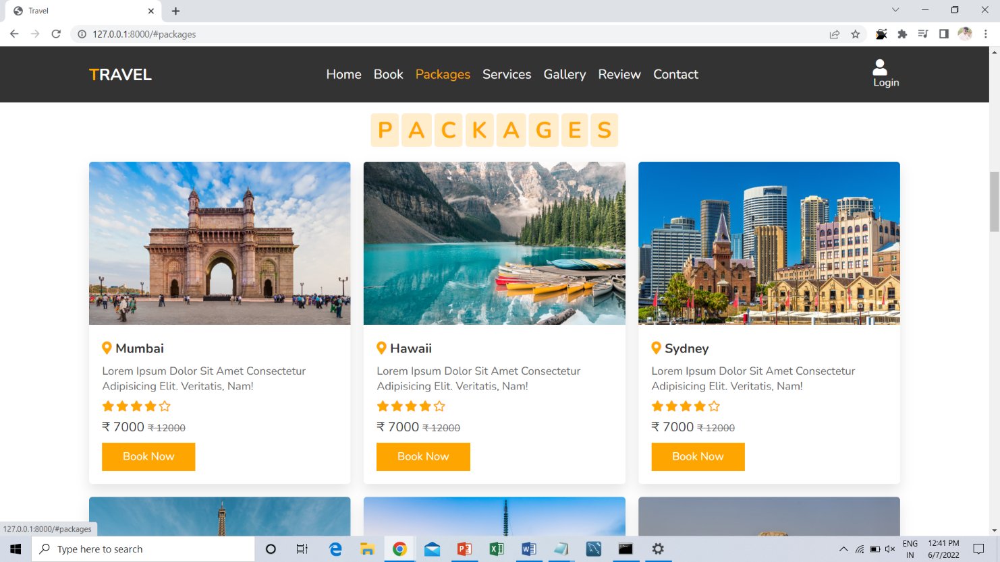 Travel
127.0.0.1:8000/#packages
TRAVEL
Home Book Packages Services Gallery Review Contact
Login
PACKAGES
Mumbai
Lorem Ipsum Dolor Sit Amet Consectetur
Adipisicing Elit. Veritatis, Nam!
₹ 7000 ₹ 12000
Book Now
Hawaii
Lorem Ipsum Dolor Sit Amet Consectetur
Adipisicing Elit. Veritatis, Nam!
₹ 7000 ₹ 12000
Book Now
Sydney
Lorem Ipsum Dolor Sit Amet Consectetur
Adipisicing Elit. Veritatis, Nam!
₹ 7000 ₹ 12000
Book Now
127.0.0.1:8000/#packages
Type here to search
ENG
IN
12:41 PM
6/7/2022